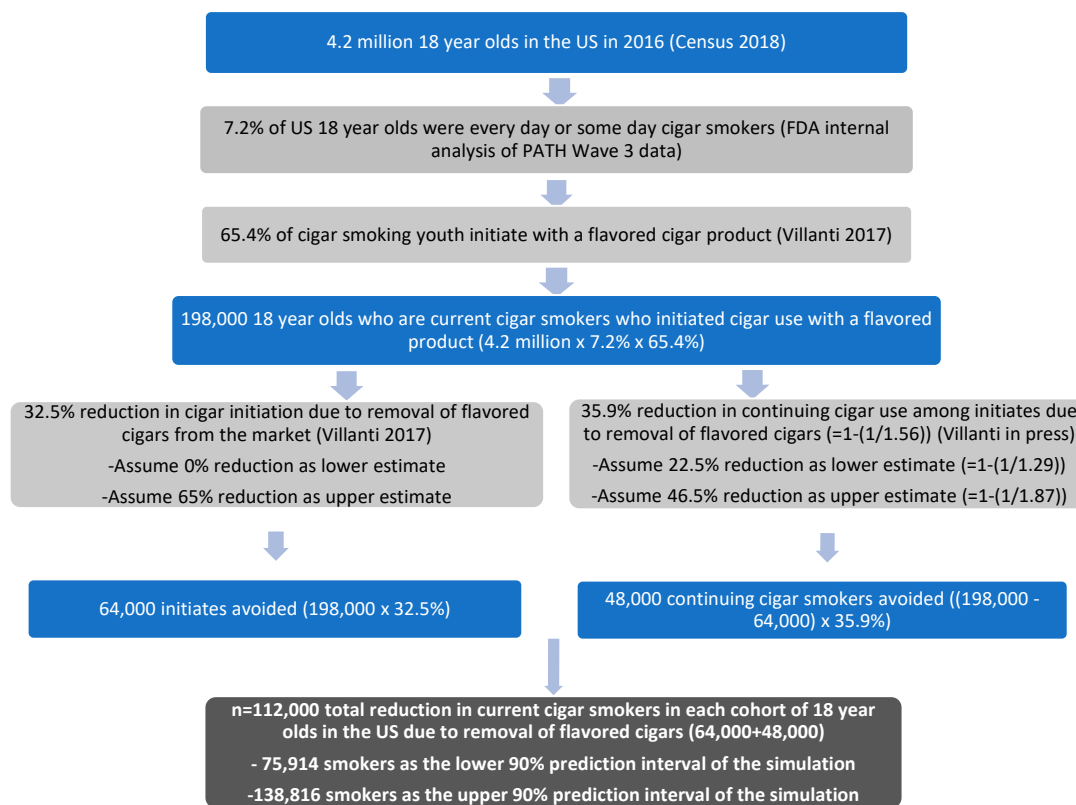 4.2 million 18 year olds in the US in 2016 (Census 2018)
7.2% of US 18 year olds were every day or some day cigar smokers (FDA internal
analysis of PATH Wave 3 data)
65.4% of cigar smoking youth initiate with a flavored cigar product (Villanti 2017)
198,000 18 year olds who are current cigar smokers who initiated cigar use with a flavored
product (4.2 million x 7.2% x 65.4%)
32.5% reduction in cigar initiation due to removal of flavored
cigars from the market (Villanti 2017)
-Assume 0% reduction as lower estimate
-Assume 65% reduction as upper estimate
35.9% reduction in continuing cigar use among initiates due
to removal of flavored cigars (=1-(1/1.56)) (Villanti in press)
-Assume 22.5% reduction as lower estimate (=1-(1/1.29))
-Assume 46.5% reduction as upper estimate (=1-(1/1.87))
64,000 initiates avoided (198,000 x 32.5%)
48,000 continuing cigar smokers avoided ((198,000 -
64,000) x 35.9%)
n=112,000 total reduction in current cigar smokers in each cohort of 18 year
olds in the US due to removal of flavored cigars (64,000+48,000)
- 75,914 smokers as the lower 90% prediction interval of the simulation
-138,816 smokers as the upper 90% prediction interval of the simulation